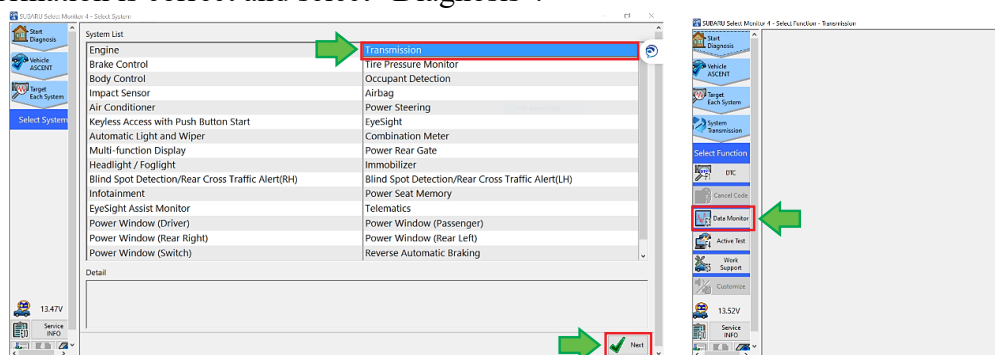 ormation is correct and select "Diagnosis".
SUBARU Select Monitor 4 - Select System
Start
Diagnosis
Vehicle
ASCENT
Target
Each System
Select System
13.47V
Service
INFO
System List
Engine Transmission
Brake Control Tire Pressure Monitor
Body Control Occupant Detection
Impact Sensor Airbag
Air Conditioner Power Steering
Keyless Access with Push Button Start EyeSight
Automatic Light and Wiper Combination Meter
Multi-function Display Power Rear Gate
Headlight / Foglight Immobilizer
Blind Spot Detection/Rear Cross Traffic Alert(RH) Blind Spot Detection/Rear Cross Traffic Alert(LH)
Infotainment Power Seat Memory
EyeSight Assist Monitor Telematics
Power Window (Driver) Power Window (Passenger)
Power Window (Rear Right) Power Window (Rear Left)
Power Window (Switch) Reverse Automatic Braking
Detail
Next
SUBARU Select Monitor 4 - Select Function - Transmission
Start
Diagnosis
Vehicle
ASCENT
Target
Each System
System
Transmission
Select Function
DTC
Cancel Code
Data Monitor
Active Test
Work
Support
Customize
13.52V
Service
INFO